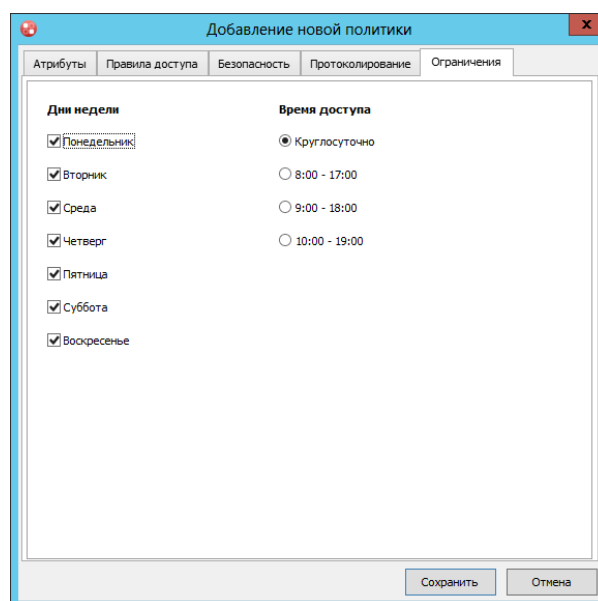 Добавление новой политики
x
Атрибуты Правила доступа Безопасность Протоколирование Ограничения
Дни недели Время доступа
Понедельник Круглосуточно
Вторник 8:00 - 17:00
Среда 9:00 - 18:00
Четверг 10:00 - 19:00
Пятница
Суббота
Воскресенье
Сохранить Отмена